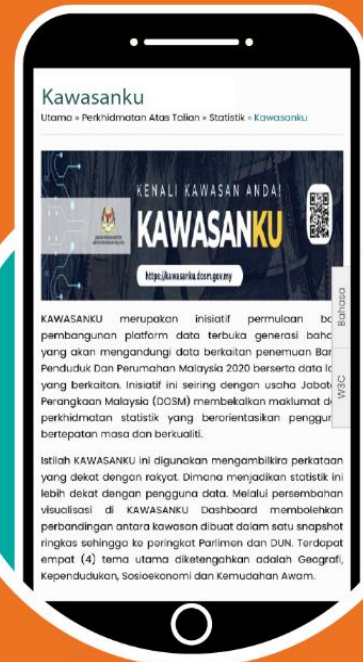 Kawasanku
Utama » Perkhidmatan Atas Talian » Statistik » Kawasanku
KENALI KAWASAN ANDA!
KAWASANKU
https://kawasanku.dosm.gov.my
Bahasa
W3C
KAWASANKU merupakan inisiatif permulaan
pembangunan platform data terbuka generasi
yang akan mengandungi data berkaitan penemuan
Penduduk Dan Perumahan Malaysia 2020 berserta data
yang berkaitan. Inisiatif ini seiring dengan usaha
Perangkaan Malaysia (DOSM) membekalkan maklumat
perkhidmatan statistik yang berorientasikan
bertepatan masa dan berkualiti.
Istilah KAWASANKU ini digunakan mengambilkira perkataan
yang dekat dengan rakyat. Dimana menjadikan statistik ini
lebih dekat dengan pengguna data. Melalui persembahan
visualisasi di KAWASANKU Dashboard membolehkan
perbandingan antara kawasan dibuat dalam satu snapshot
ringkas sehingga ke peringkat Parlimen dan DUN. Terdapat
empat (4) tema utama diketengahkan adalah Geografi,
Kependudukan, Sosioekonomi dan Kemudahan Awam.